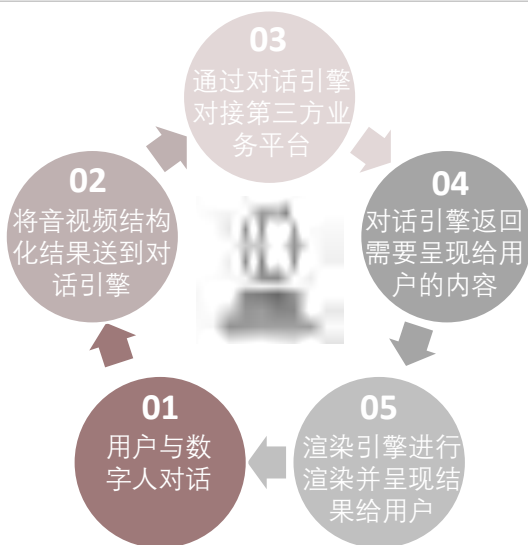 01
用户与数
字人对话
02
将音视频结构
化结果送到对
话引擎
03
通过对话引擎
对接第三方业
务平台
04
对话引擎返回
需要呈现给用
户的内容
05
渲染引擎进行
渲染并呈现结
果给用户